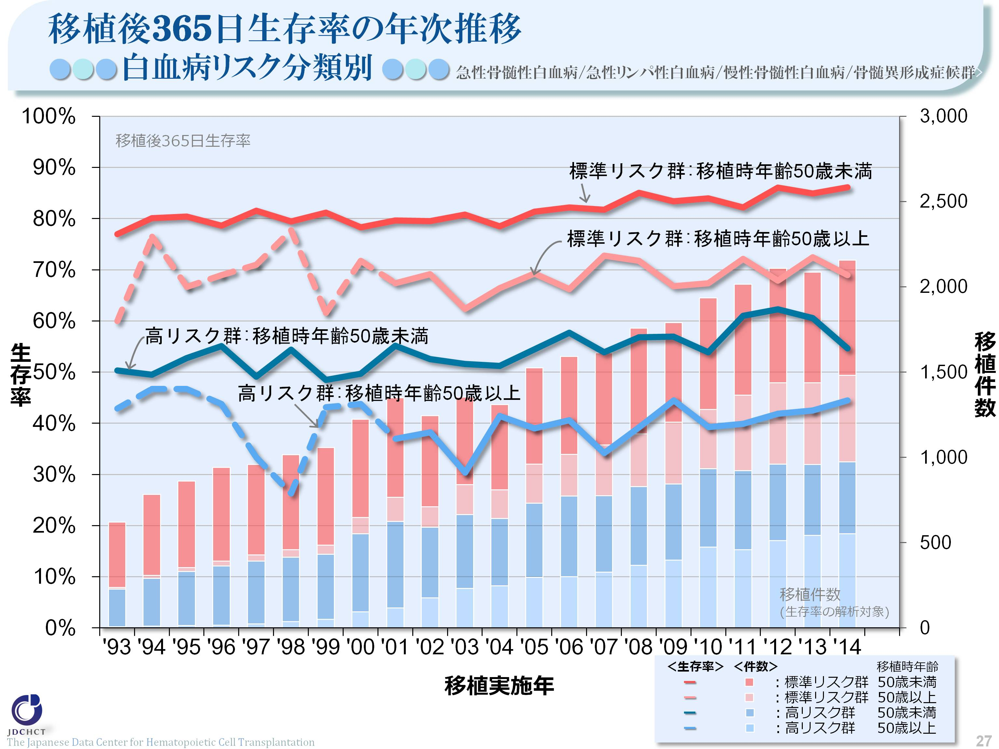 移植後365日生存率の年次推移
白血病リスク分類別 急性骨髄性白血病/急性リンパ性白血病/慢性骨髄性白血病/骨髄異形成症候群
100%
90%
80%
70%
60%
50%
40%
30%
20%
10%
0%
生存率
移植後365日生存率
標準リスク群：移植時年齢50歳未満
標準リスク群：移植時年齢50歳以上
高リスク群：移植時年齢50歳未満
高リスク群：移植時年齢50歳以上
3,000
2,500
2,000
1,500
1,000
500
0
移植件数
移植件数
(生存率の解析対象)
'93 '94 '95 '96 '97 '98 '99 '00 '01 '02 '03 '04 '05 '06 '07 '08 '09 '10 '11 '12 '13 '14
移植実施年
＜生存率＞ ＜件数＞ 移植時年齢
：標準リスク群 50歳未満
：標準リスク群 50歳以上
：高リスク群 50歳未満
：高リスク群 50歳以上
JDCHCT
The Japanese Data Center for Hematopoietic Cell Transplantation
27